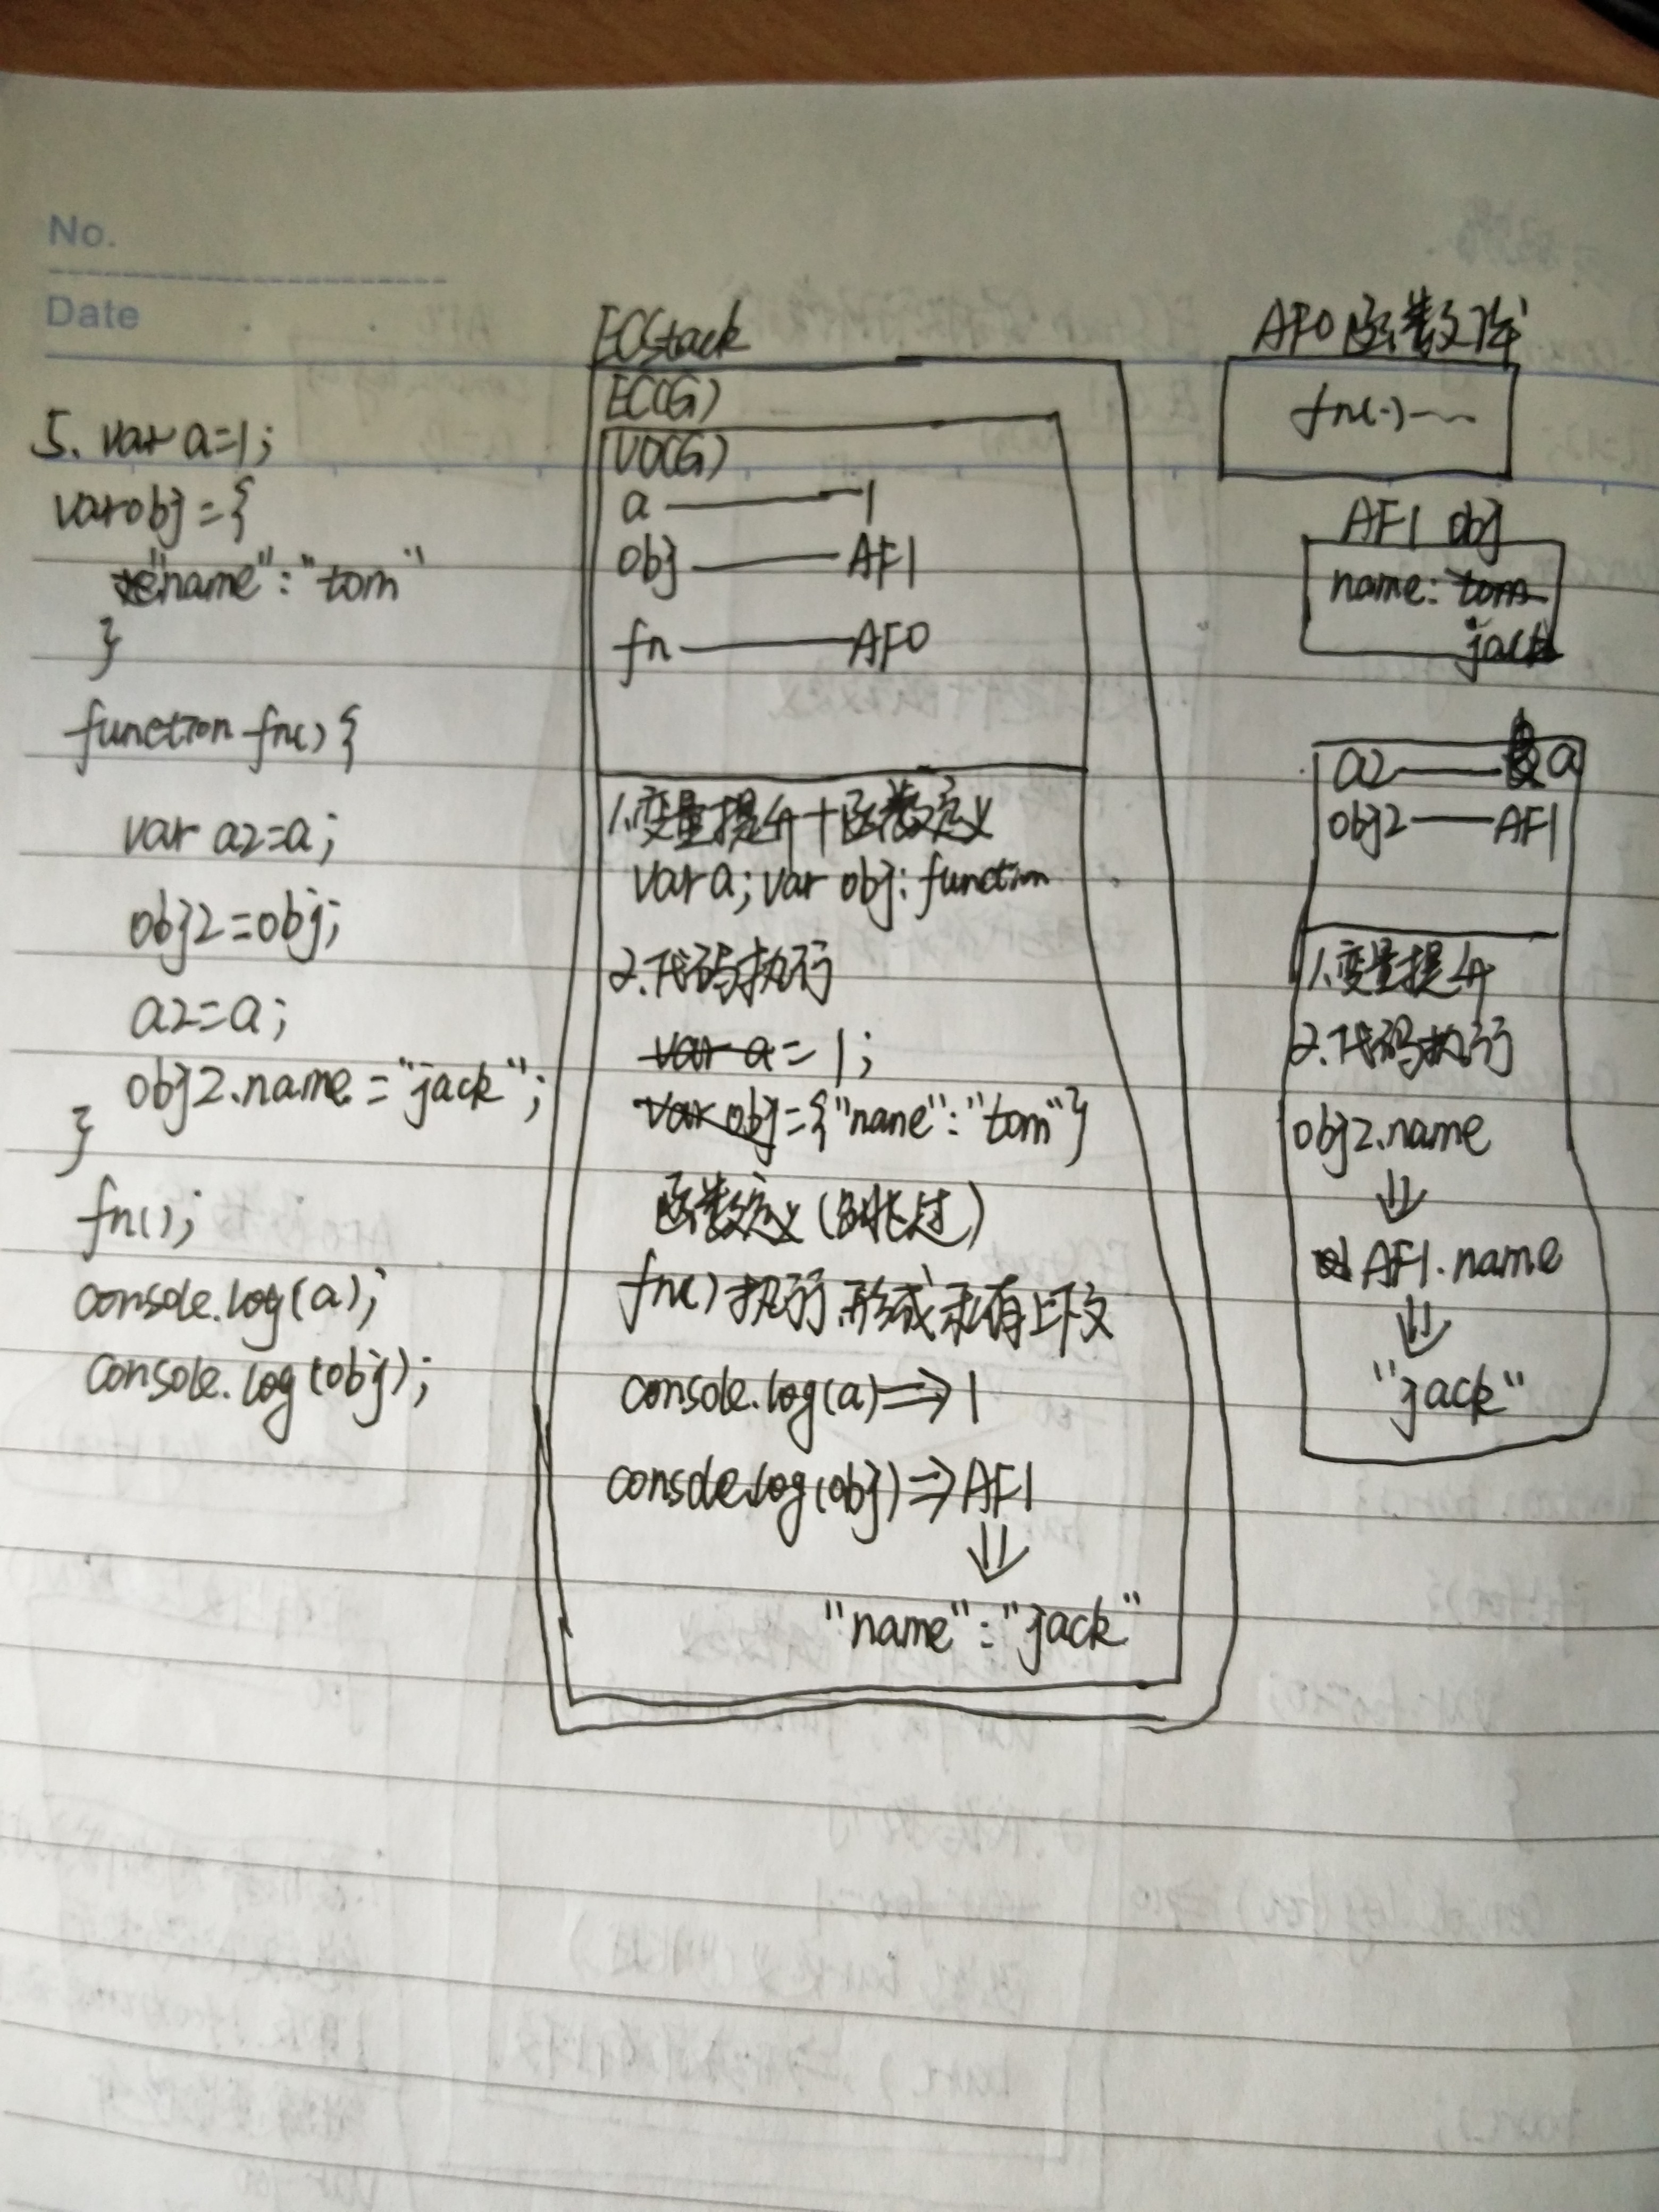 No.
Date
5. var a=1;
var obj={
"name":"tom"
}
function fn(){
var a2=a;
obj2=obj;
a2=a;
obj2.name="jack";
}
fn();
console.log(a);
console.log(obj);
ECStack
EC(G)
VO(G)
a——1
obj——AF1
fn——AF0
1.变量提升+函数定义
var a;var obj;function
2.代码执行
var a=1;
var obj={"name":"tom"}
函数定义(跳过)
fn()执行,形成私有上下文
console.log(a)⇒1
console.log(obj)⇒AF1
⇓
"name":"jack"
AF0函数体
fn(·)~~
AF1 obj
name:tom
jack
a2——a
obj2——AF1
1.变量提升
2.代码执行
obj2.name
⇓
AF1.name
⇓
"jack"